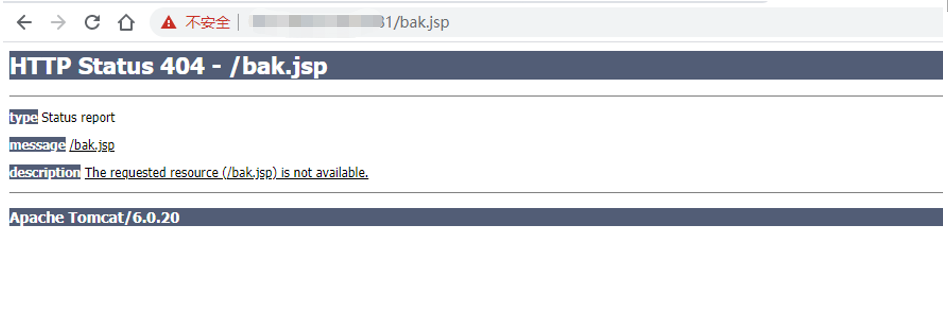 不安全 31/bak.jsp
HTTP Status 404 - /bak.jsp
type Status report
message /bak.jsp
description The requested resource (/bak.jsp) is not available.
Apache Tomcat/6.0.20